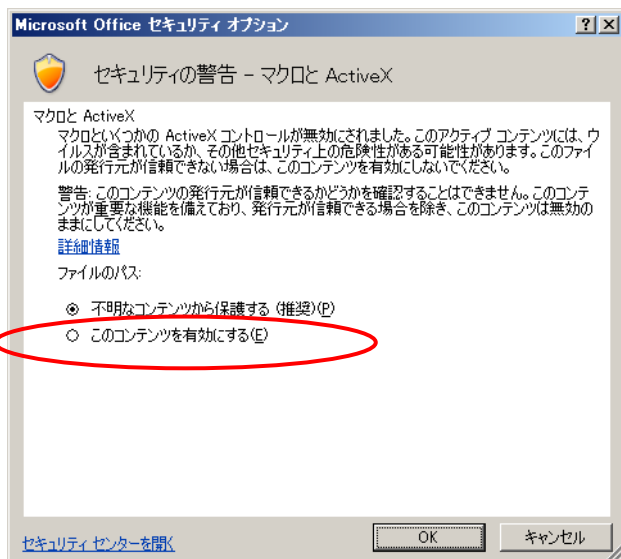 Microsoft Office セキュリティ オプション
セキュリティの警告 - マクロと ActiveX
マクロと ActiveX
マクロといくつかの ActiveX コントロールが無効にされました。このアクティブ コンテンツには、ウ
イルスが含まれているか、その他セキュリティ上の危険性がある可能性があります。このファイ
ルの発行元が信頼できない場合は、このコンテンツを有効にしないでください。
警告: このコンテンツの発行元が信頼できるかどうかを確認することはできません。このコンテ
ンツが重要な機能を備えており、発行元が信頼できる場合を除き、このコンテンツは無効の
ままにしてください。
詳細情報
ファイルのパス:
不明なコンテンツから保護する (推奨)(P)
このコンテンツを有効にする(E)
セキュリティ センターを開く
OK
キャンセル